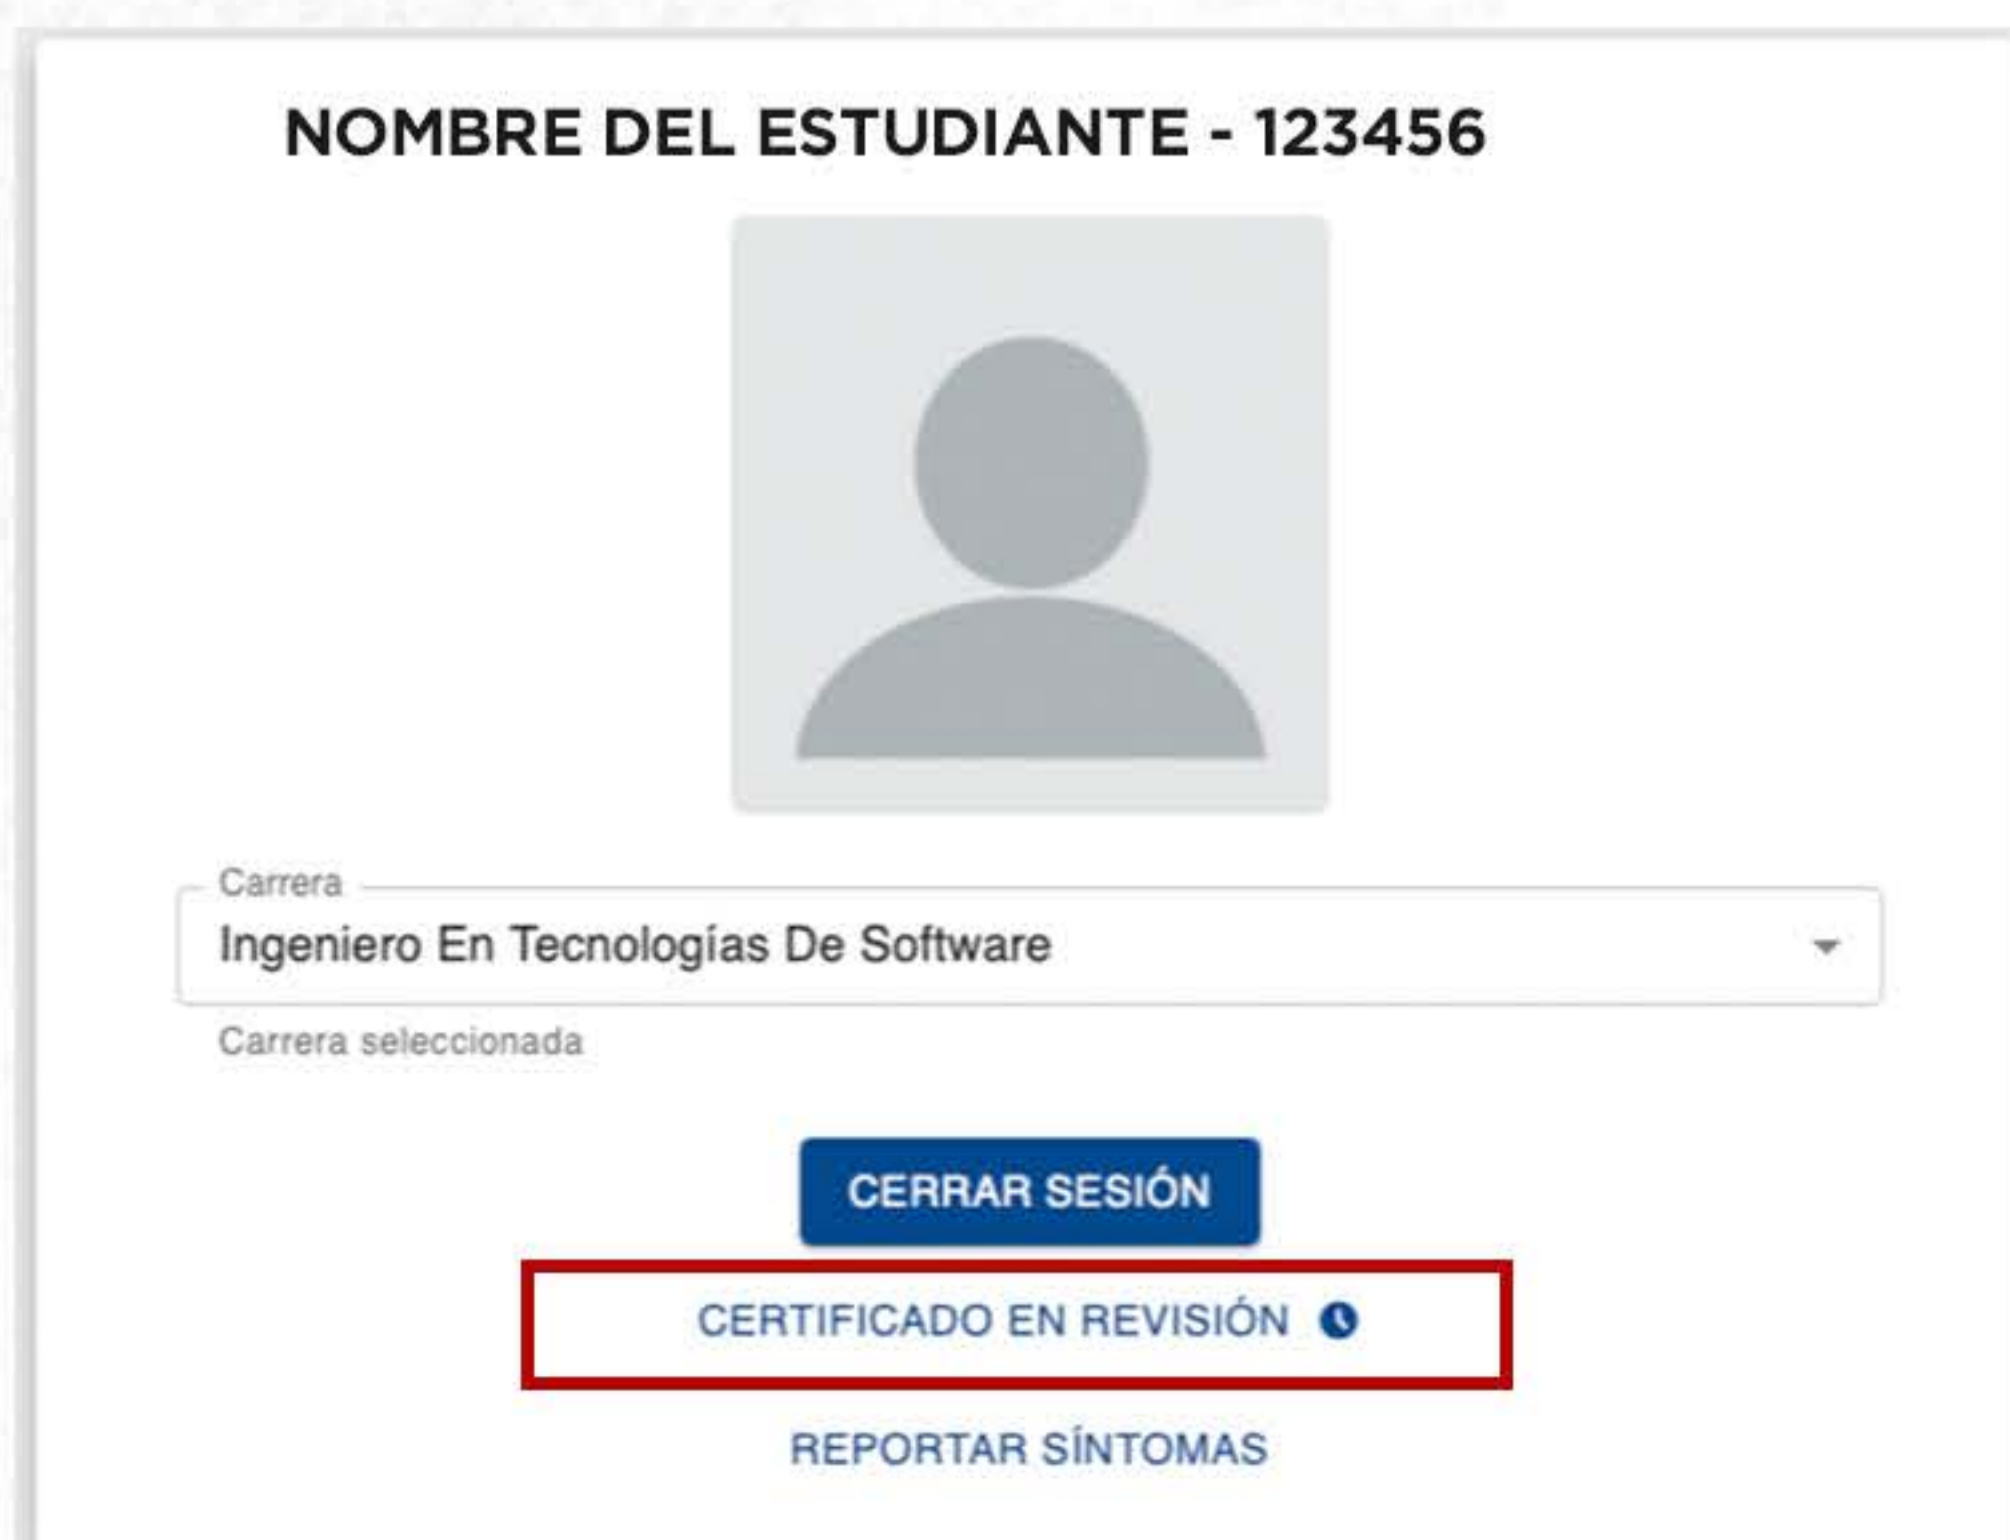 NOMBRE DEL ESTUDIANTE - 123456
Carrera
Ingeniero En Tecnologías De Software
Carrera seleccionada
CERRAR SESIÓN
CERTIFICADO EN REVISIÓN
REPORTAR SÍNTOMAS